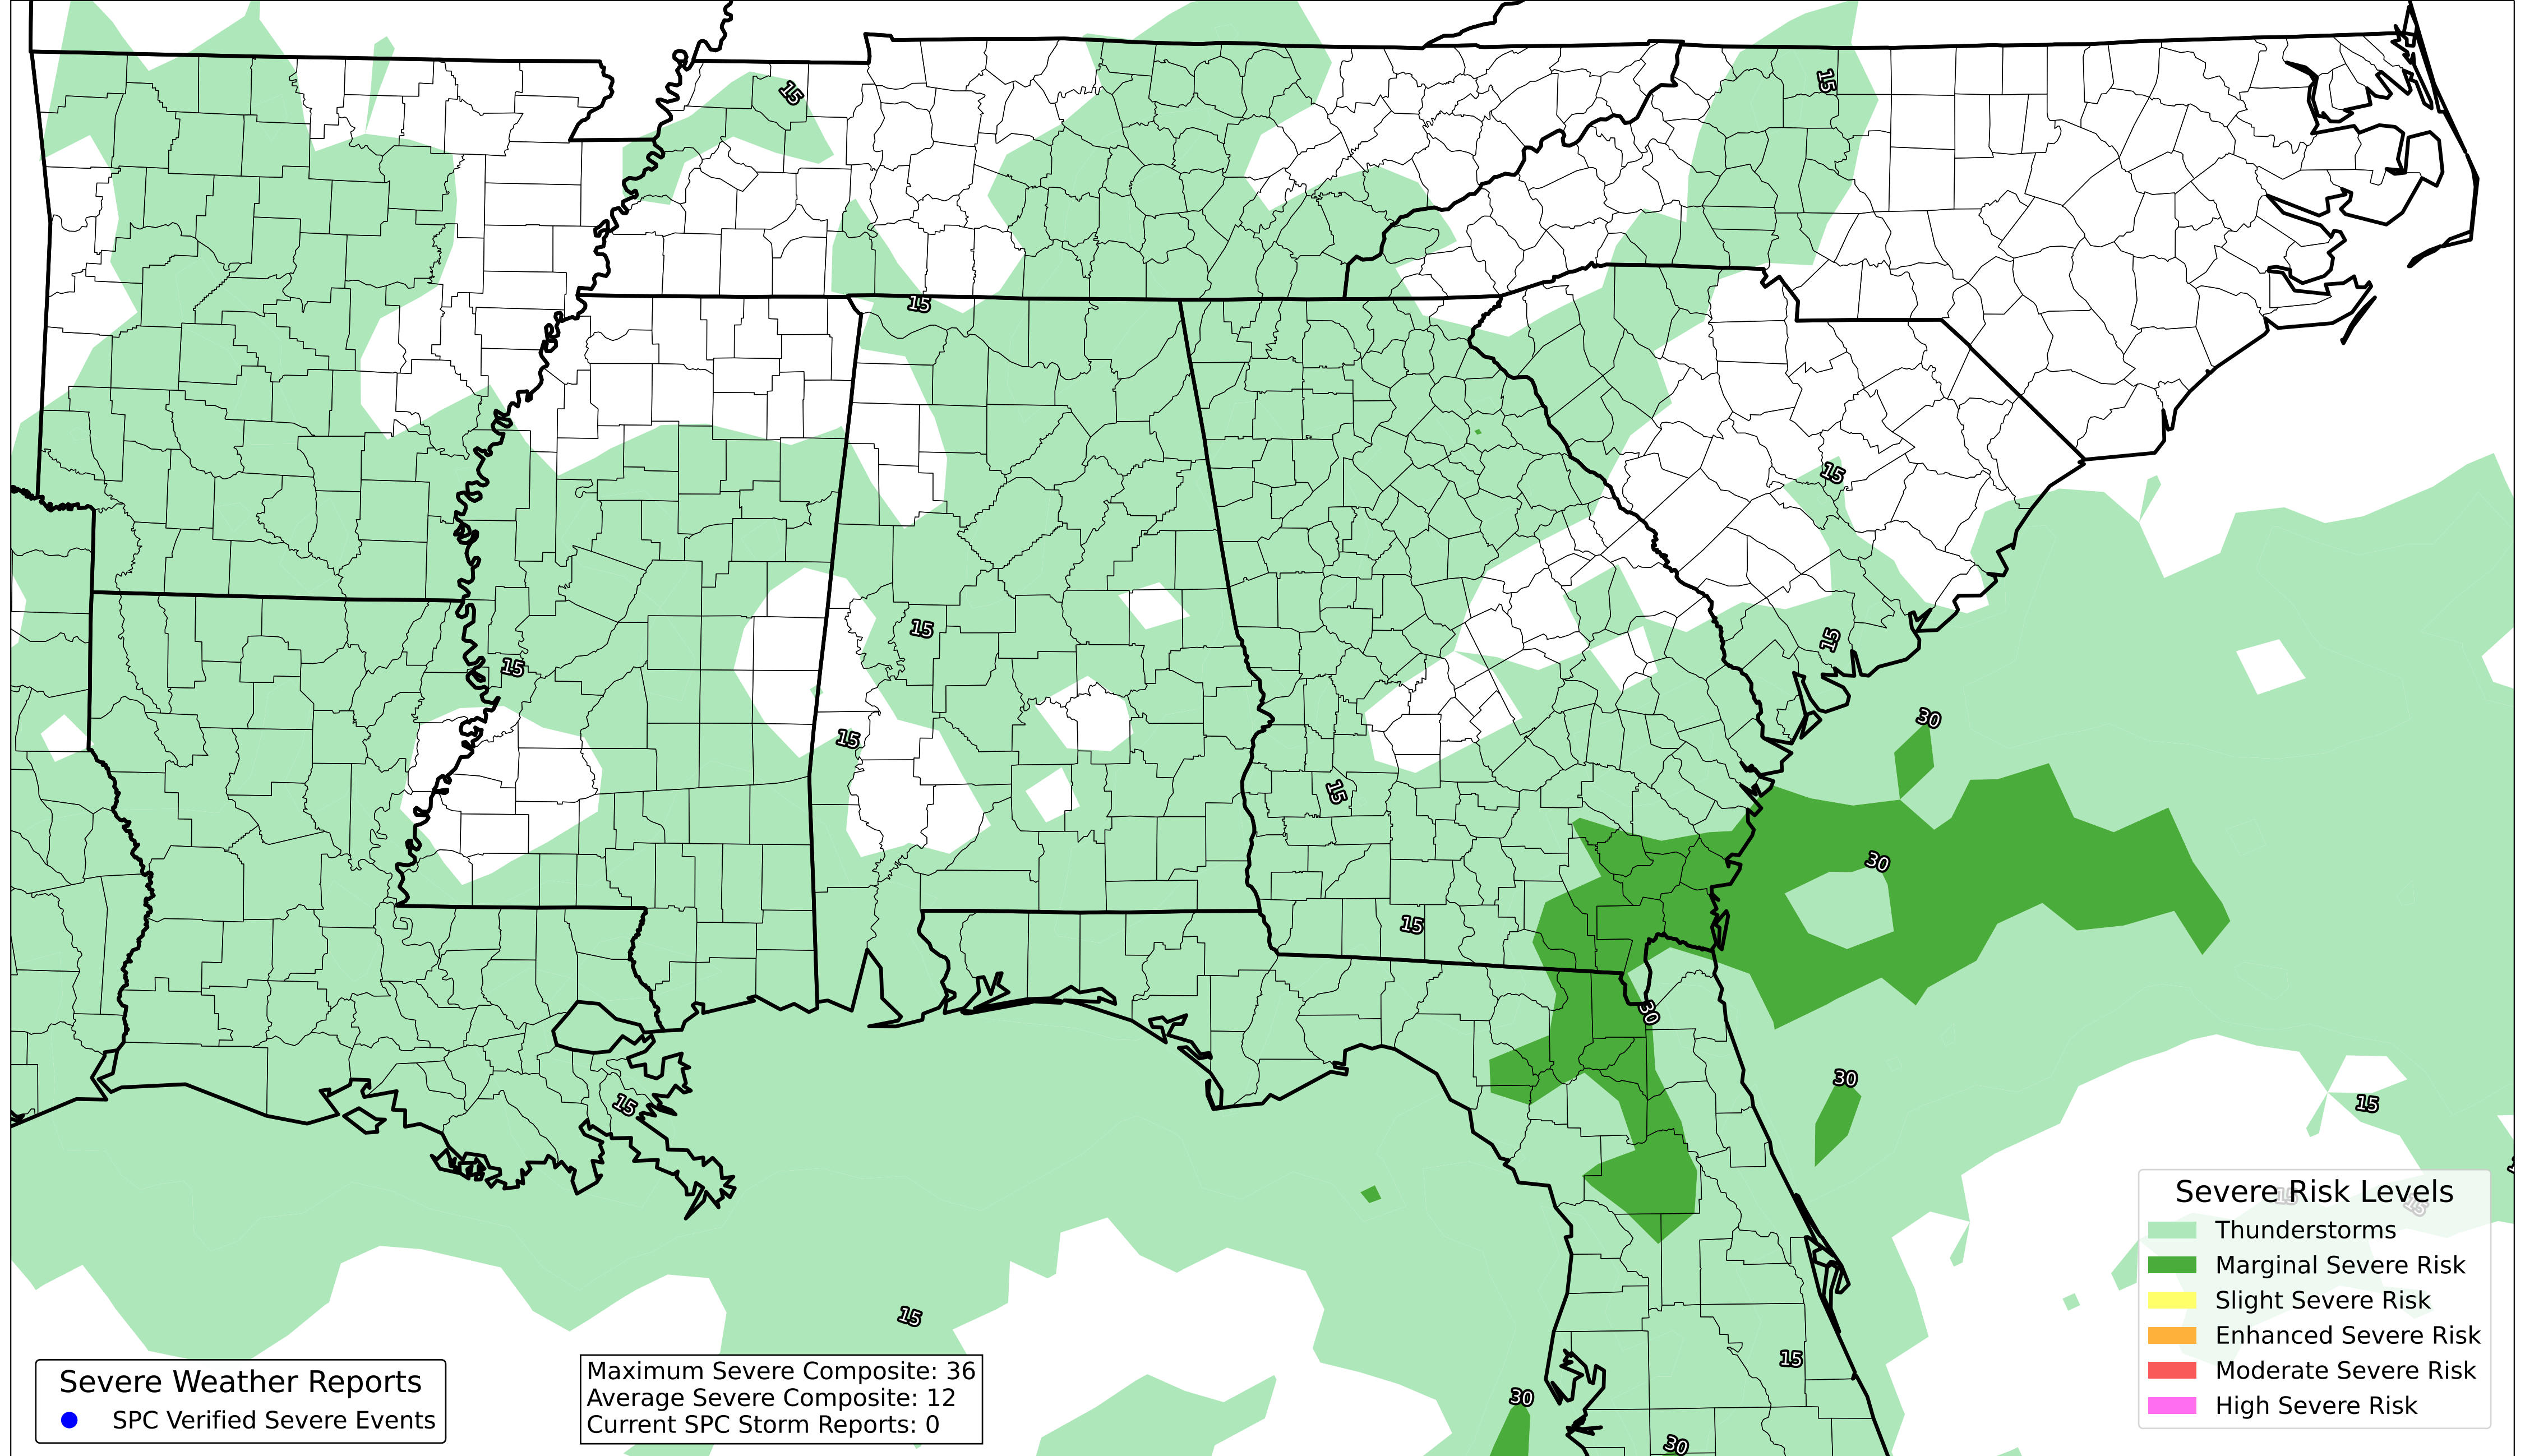 15
15
15
15
30
15
15
15
15
15
30
15
30
30
15
15
15
15
15
30
15
30
Severe Risk Levels
Thunderstorms
Marginal Severe Risk
Slight Severe Risk
Enhanced Severe Risk
Moderate Severe Risk
High Severe Risk
Severe Weather Reports
SPC Verified Severe Events
Maximum Severe Composite: 36
Average Severe Composite: 12
Current SPC Storm Reports: 0